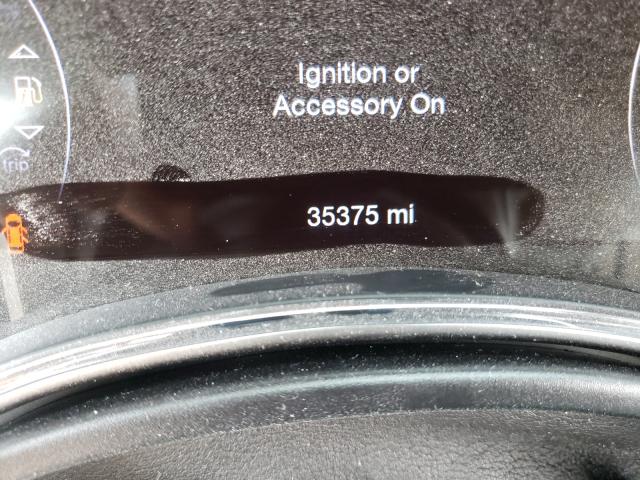 Ignition or
Accessory On
trip
35375 mi